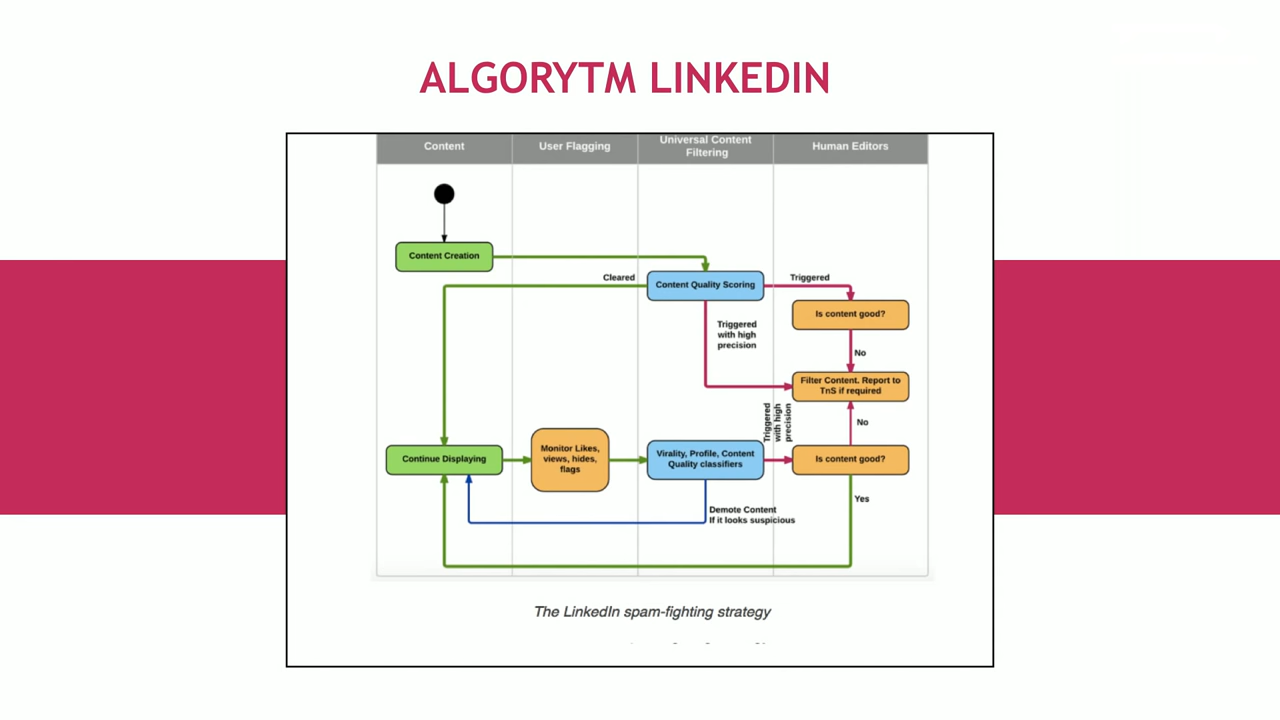 ALGORYTM LINKEDIN
Content
User Flagging
Universal Content
Filtering
Human Editors
Content Creation
Cleared
Content Quality Scoring
Triggered
Is content good?
Triggered
with high
precision
No
Filter Content. Report to
TnS if required
Triggered
with high
precision
No
Continue Displaying
Monitor Likes,
views, hides,
flags
Virality, Profile, Content
Quality classifiers
Is content good?
Yes
Demote Content
If it looks suspicious
The LinkedIn spam-fighting strategy